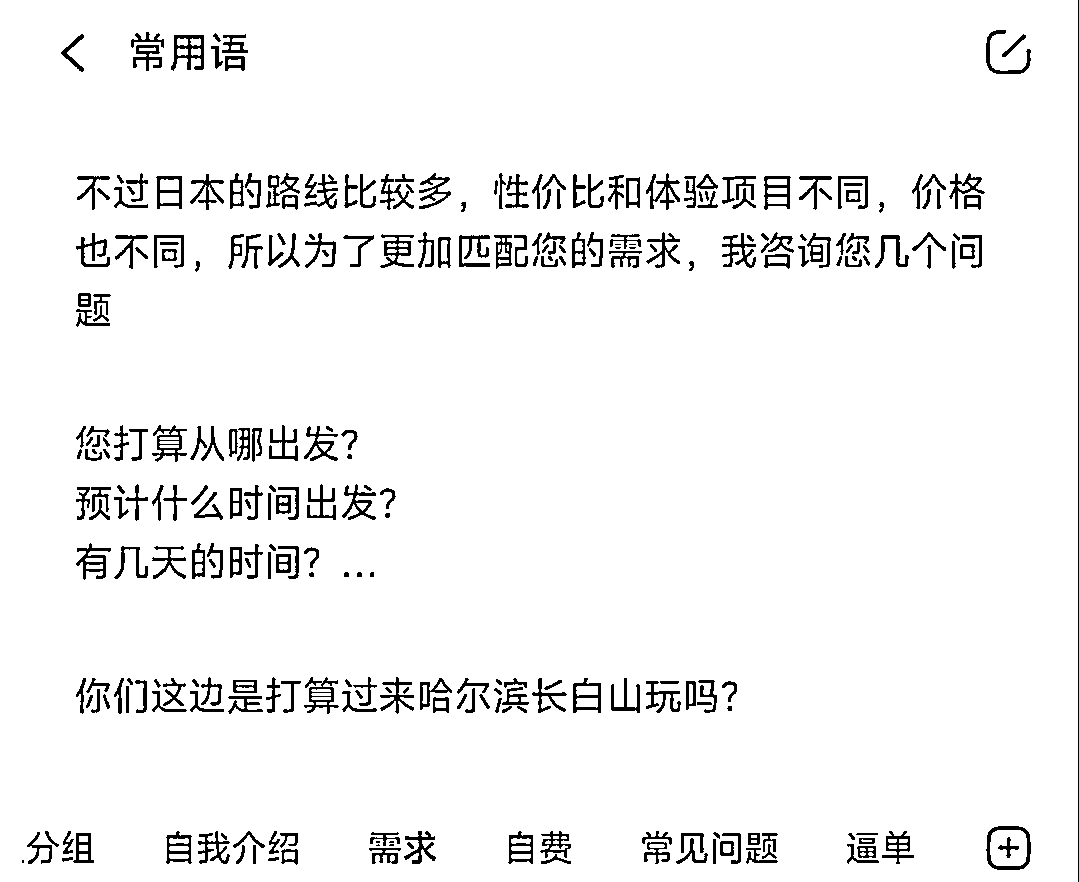 常用语
不过日本的路线比较多，性价比和体验项目不同，价格
也不同，所以为了更加匹配您的需求，我咨询您几个问
题
您打算从哪出发？
预计什么时间出发？
有几天的时间？...
你们这边是打算过来哈尔滨长白山玩吗？
分组 自我介绍 需求 自费 常见问题 逼单